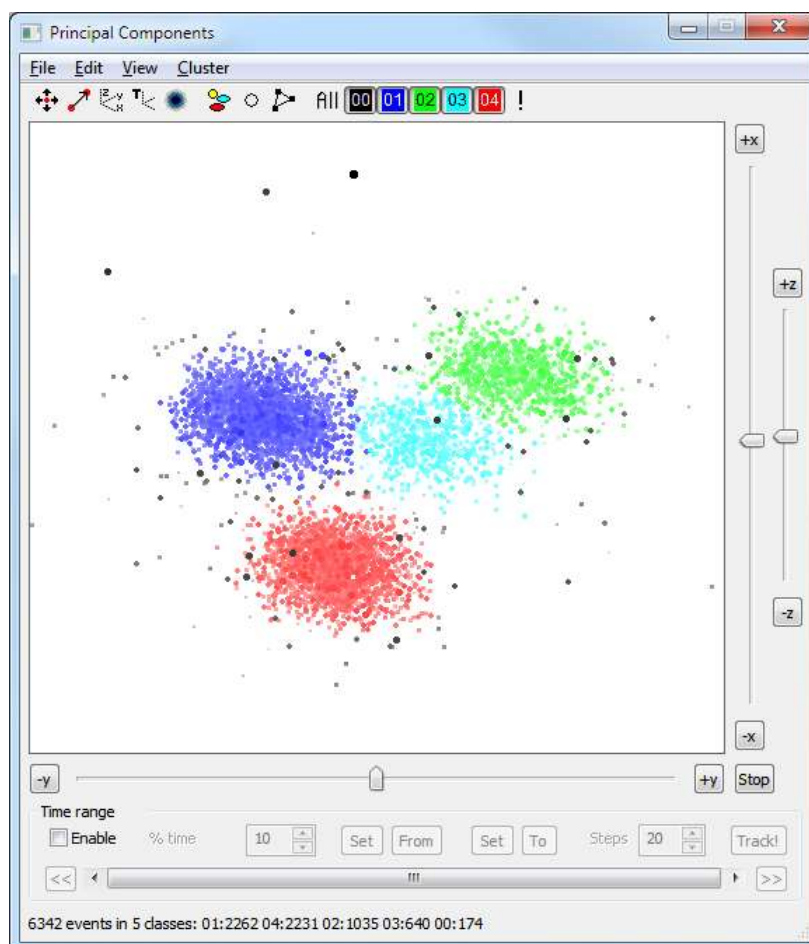 Principal Components
File Edit View Cluster
All 00 01 02 03 04 !
+x
+z
-z
-x
-y +y Stop
Time range
Enable % time 10 Set From Set To Steps 20 Track!
<< >>
6342 events in 5 classes: 01:2262 04:2231 02:1035 03:640 00:174